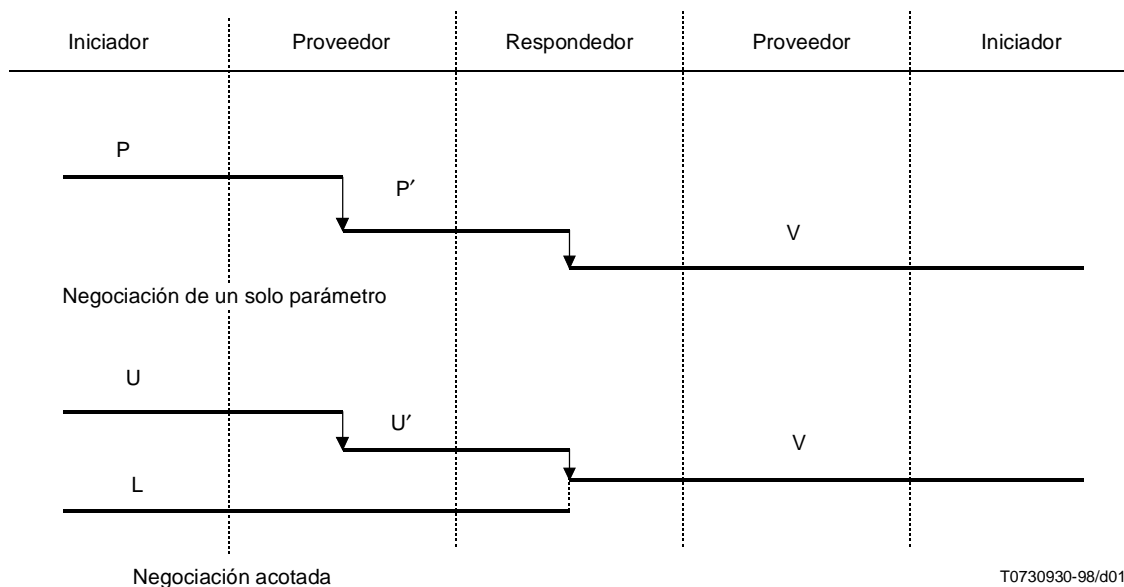 Iniciador Proveedor Respondedor Proveedor Iniciador
P
P′
V
Negociación de un solo parámetro
U
U′
V
L
Negociación acotada
T0730930-98/d01